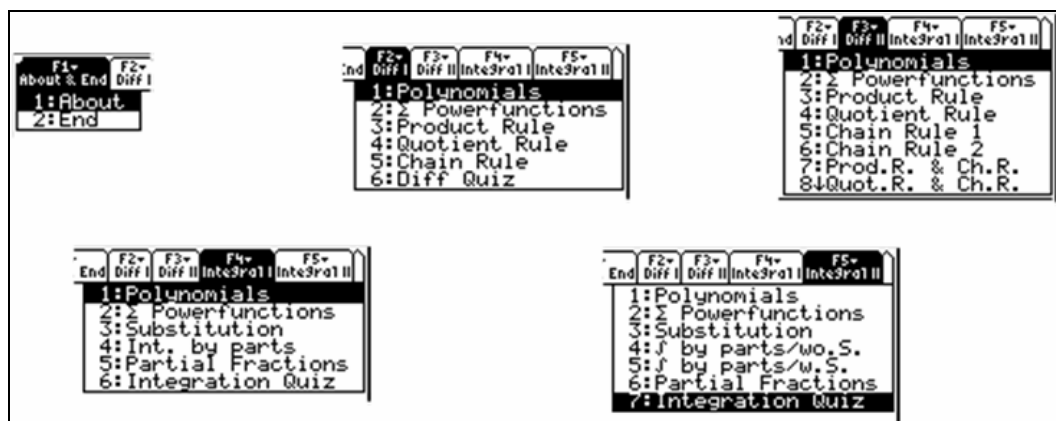 F1▾ F2▾
About & End Diff I
1:About
2:End
F2▾ F3▾ F4▾ F5▾
nd Diff I Diff II Integral I Integral II
1:Polynomials
2:Σ Powerfunctions
3:Product Rule
4:Quotient Rule
5:Chain Rule
6:Diff Quiz
F2▾ F3▾ F4▾ F5▾
nd Diff I Diff II Integral I Integral II
1:Polynomials
2:Σ Powerfunctions
3:Product Rule
4:Quotient Rule
5:Chain Rule 1
6:Chain Rule 2
7:Prod.R. & Ch.R.
8↓Quot.R. & Ch.R.
F2▾ F3▾ F4▾ F5▾
End Diff I Diff II Integral I Integral II
1:Polynomials
2:Σ Powerfunctions
3:Substitution
4:Int. by parts
5:Partial Fractions
6:Integration Quiz
F2▾ F3▾ F4▾ F5▾
End Diff I Diff II Integral I Integral II
1:Polynomials
2:Σ Powerfunctions
3:Substitution
4:∫ by parts/wo.S.
5:∫ by parts/w.S.
6:Partial Fractions
7:Integration Quiz